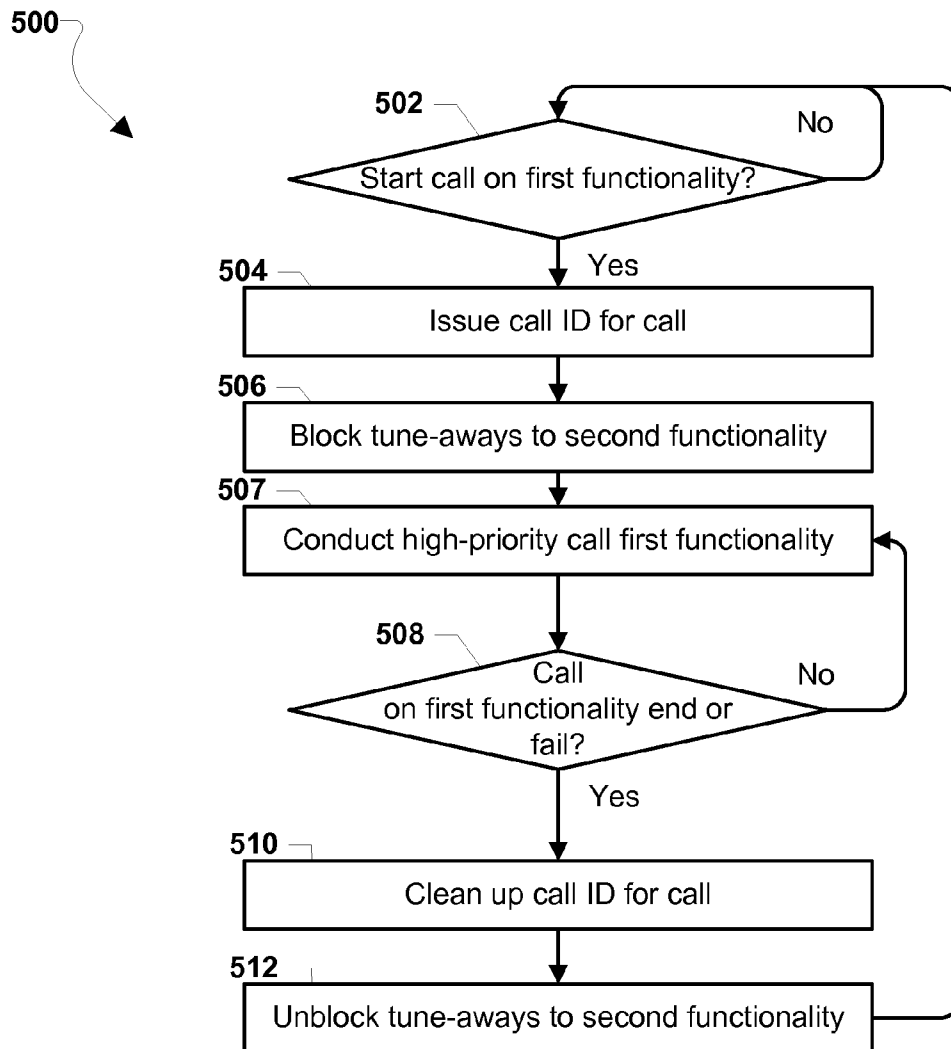 500
502
No
Start call on first functionality?
Yes
504
Issue call ID for call
506
Block tune-aways to second functionality
507
Conduct high-priority call first functionality
508
No
Call
on first functionality end or
fail?
Yes
510
Clean up call ID for call
512
Unblock tune-aways to second functionality